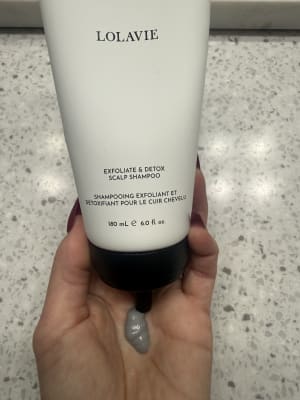 LOLAVIE
EXFOLIATE & DETOX
SCALP SHAMPOO
SHAMPOOING EXFOLIANT ET
DÉTOXIFIANT POUR LE CUIR CHEVELU
180 mL ℮ 6.0 fl. oz.